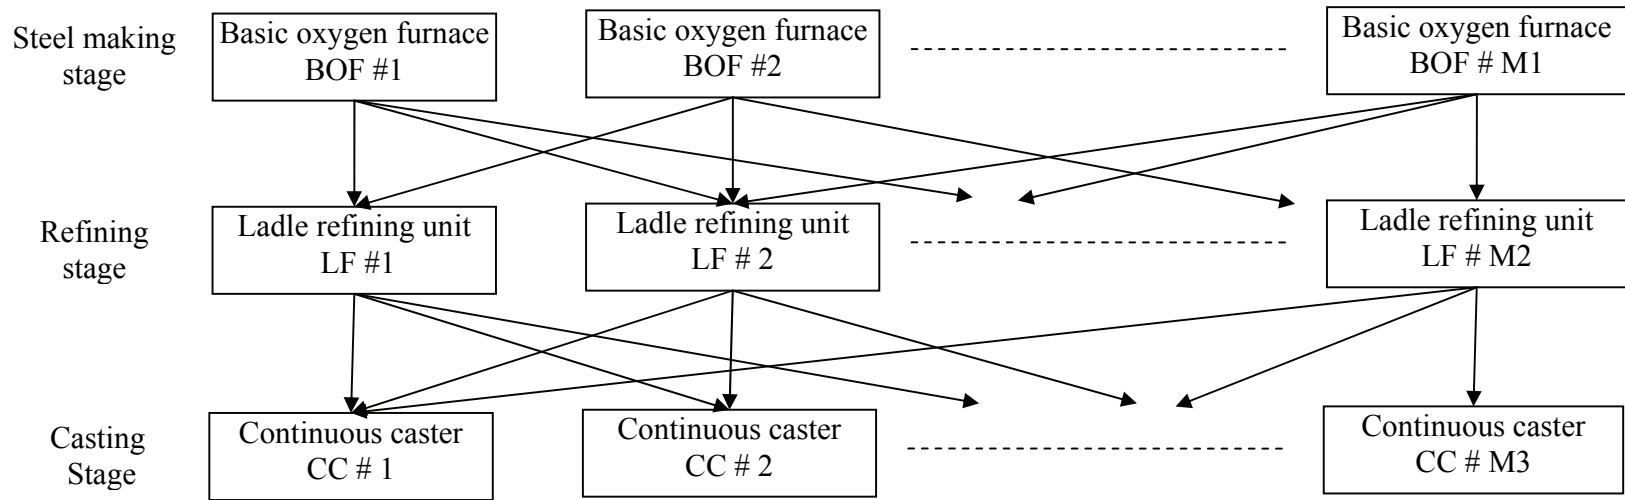 Steel making
stage
Basic oxygen furnace
BOF #1
Basic oxygen furnace
BOF #2
Basic oxygen furnace
BOF # M1
Refining
stage
Ladle refining unit
LF #1
Ladle refining unit
LF # 2
Ladle refining unit
LF # M2
Casting
Stage
Continuous caster
CC # 1
Continuous caster
CC # 2
Continuous caster
CC # M3